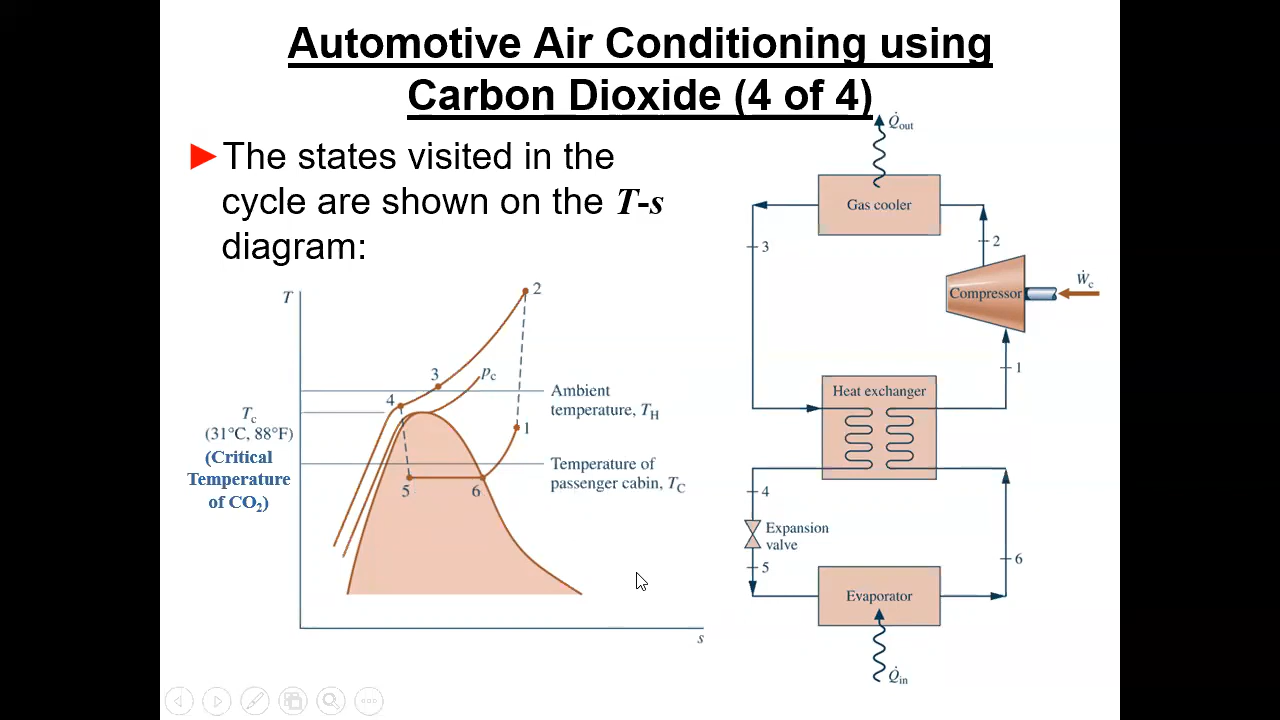 Automotive Air Conditioning using
Carbon Dioxide (4 of 4)
►The states visited in the
cycle are shown on the T-s
diagram:
T
2
3
p_c
4
Ambient
temperature, T_H
T_c
(31°C, 88°F)
(Critical
Temperature
of CO₂)
1
Temperature of
passenger cabin, T_C
5
6
s
Q̇_out
Gas cooler
3
2
Compressor
Ẇ_c
1
Heat exchanger
4
Expansion
valve
5
6
Evaporator
Q̇_in